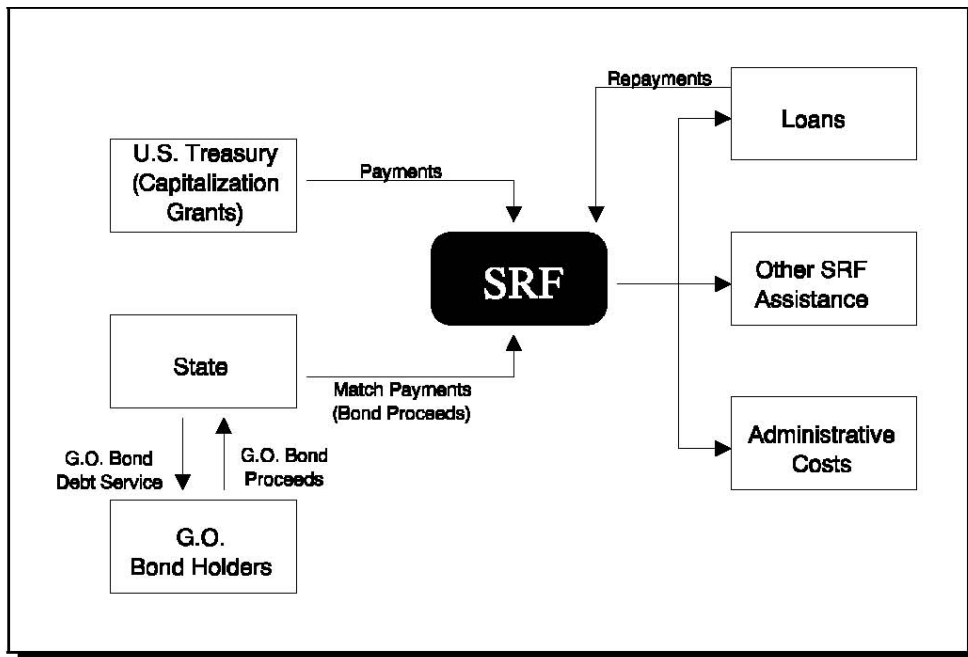 Repayments
Loans
U.S. Treasury
(Capitalization
Grants)
Payments
SRF
Other SRF
Assistance
State
Match Payments
(Bond Proceeds)
Administrative
Costs
G.O. Bond
Debt Service
G.O. Bond
Proceeds
G.O.
Bond Holders